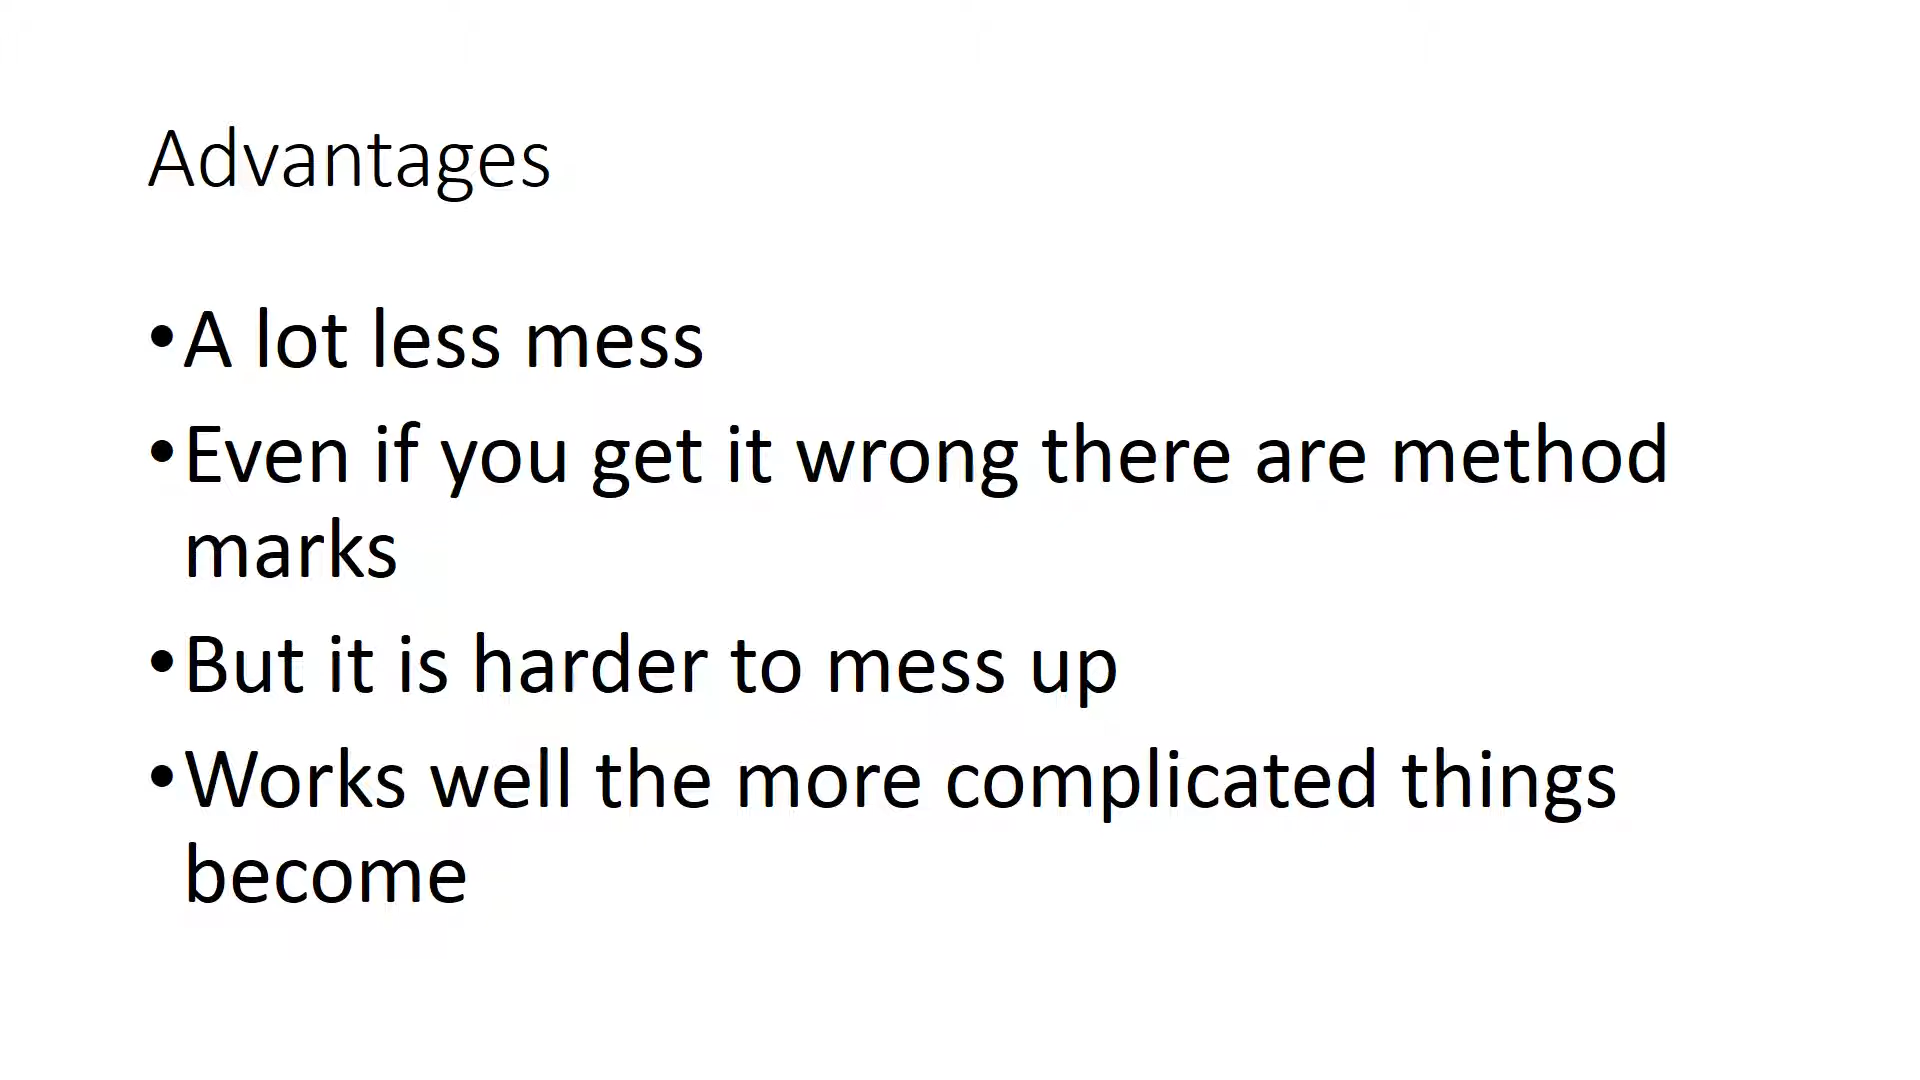 Advantages
•A lot less mess
•Even if you get it wrong there are method
marks
•But it is harder to mess up
•Works well the more complicated things
become